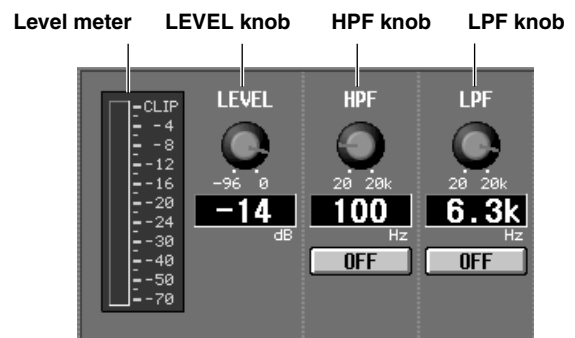 Level meter LEVEL knob HPF knob LPF knob
LEVEL HPF LPF
CLIP
-4
-8
-12
-16
-20
-24
-30
-40
-50
-70
-96 0 20 20k 20 20k
-14 100 6.3k
dB Hz Hz
OFF OFF